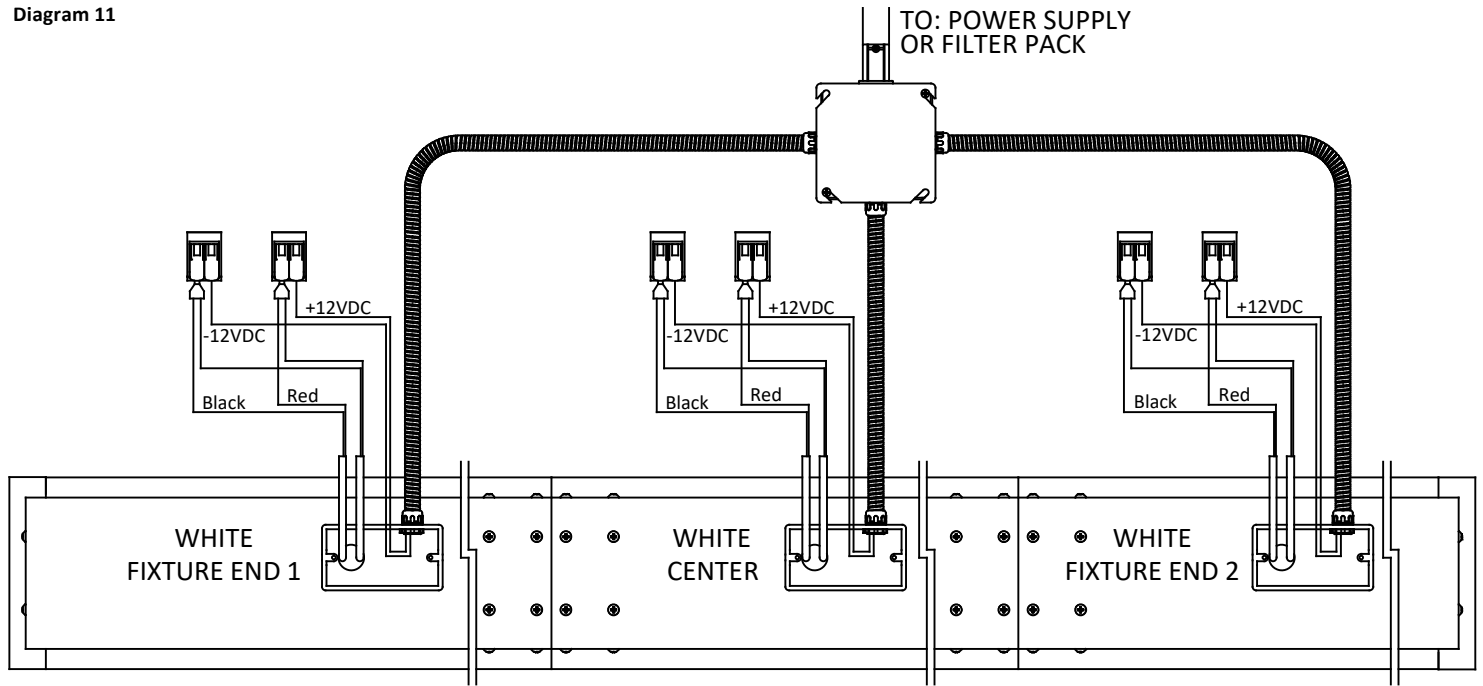 Diagram 11
TO: POWER SUPPLY
OR FILTER PACK
+12VDC
-12VDC
Black
Red
+12VDC
-12VDC
Black
Red
+12VDC
-12VDC
Black
Red
WHITE
FIXTURE END 1
WHITE
CENTER
WHITE
FIXTURE END 2